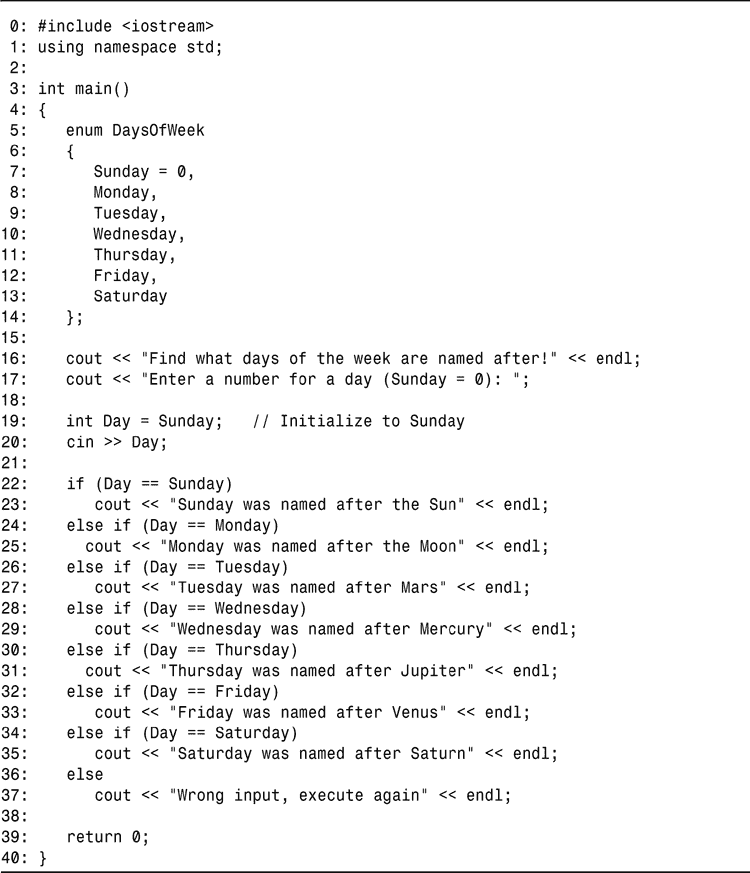 0: #include <iostream>
1: using namespace std;
2:
3: int main()
4: {
5:    enum DaysOfWeek
6:    {
7:       Sunday = 0,
8:       Monday,
9:       Tuesday,
10:       Wednesday,
11:       Thursday,
12:       Friday,
13:       Saturday
14:    };
15:
16:    cout << "Find what days of the week are named after!" << endl;
17:    cout << "Enter a number for a day (Sunday = 0): ";
18:
19:    int Day = Sunday;   // Initialize to Sunday
20:    cin >> Day;
21:
22:    if (Day == Sunday)
23:       cout << "Sunday was named after the Sun" << endl;
24:    else if (Day == Monday)
25:      cout << "Monday was named after the Moon" << endl;
26:    else if (Day == Tuesday)
27:       cout << "Tuesday was named after Mars" << endl;
28:    else if (Day == Wednesday)
29:       cout << "Wednesday was named after Mercury" << endl;
30:    else if (Day == Thursday)
31:      cout << "Thursday was named after Jupiter" << endl;
32:    else if (Day == Friday)
33:       cout << "Friday was named after Venus" << endl;
34:    else if (Day == Saturday)
35:       cout << "Saturday was named after Saturn" << endl;
36:    else
37:       cout << "Wrong input, execute again" << endl;
38:
39:    return 0;
40: }